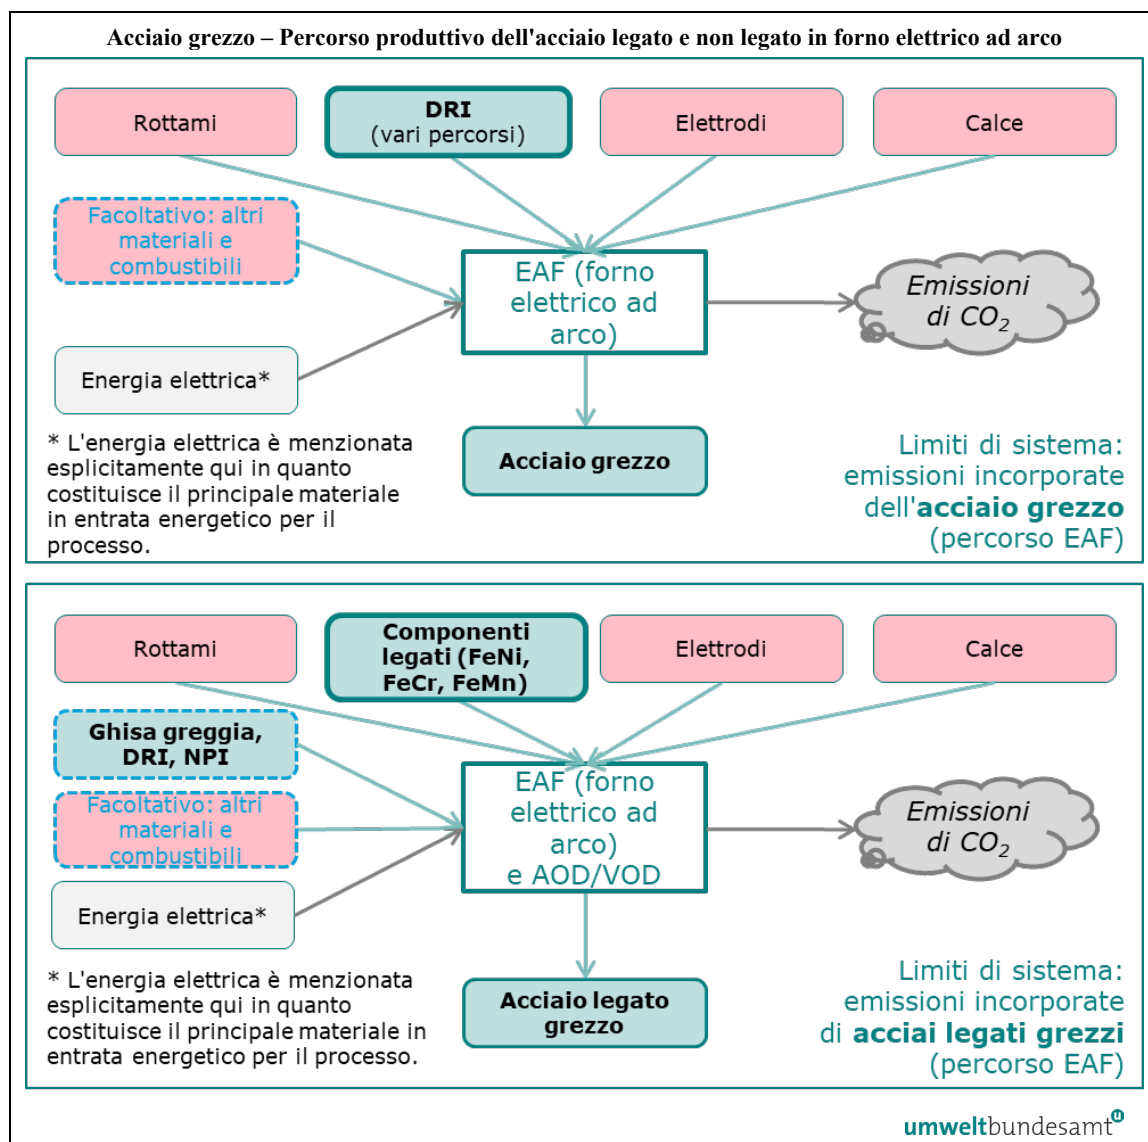 Acciaio grezzo – Percorso produttivo dell'acciaio legato e non legato in forno elettrico ad arco
Rottami
DRI
(vari percorsi)
Elettrodi
Calce
Facoltativo: altri
materiali e
combustibili
EAF (forno
elettrico ad
arco)
Emissioni
di CO2
Energia elettrica*
* L'energia elettrica è menzionata
esplicitamente qui in quanto
costituisce il principale materiale
in entrata energetico per il
processo.
Acciaio grezzo
Limiti di sistema:
emissioni incorporate
dell'acciaio grezzo
(percorso EAF)
Rottami
Componenti
legati (FeNi,
FeCr, FeMn)
Elettrodi
Calce
Ghisa greggia,
DRI, NPI
Facoltativo: altri
materiali e
combustibili
EAF (forno
elettrico ad
arco)
e AOD/VOD
Emissioni
di CO2
Energia elettrica*
* L'energia elettrica è menzionata
esplicitamente qui in quanto
costituisce il principale materiale in
entrata energetico per il processo.
Acciaio legato
grezzo
Limiti di sistema:
emissioni incorporate
di acciai legati grezzi
(percorso EAF)
umweltbundesamt u